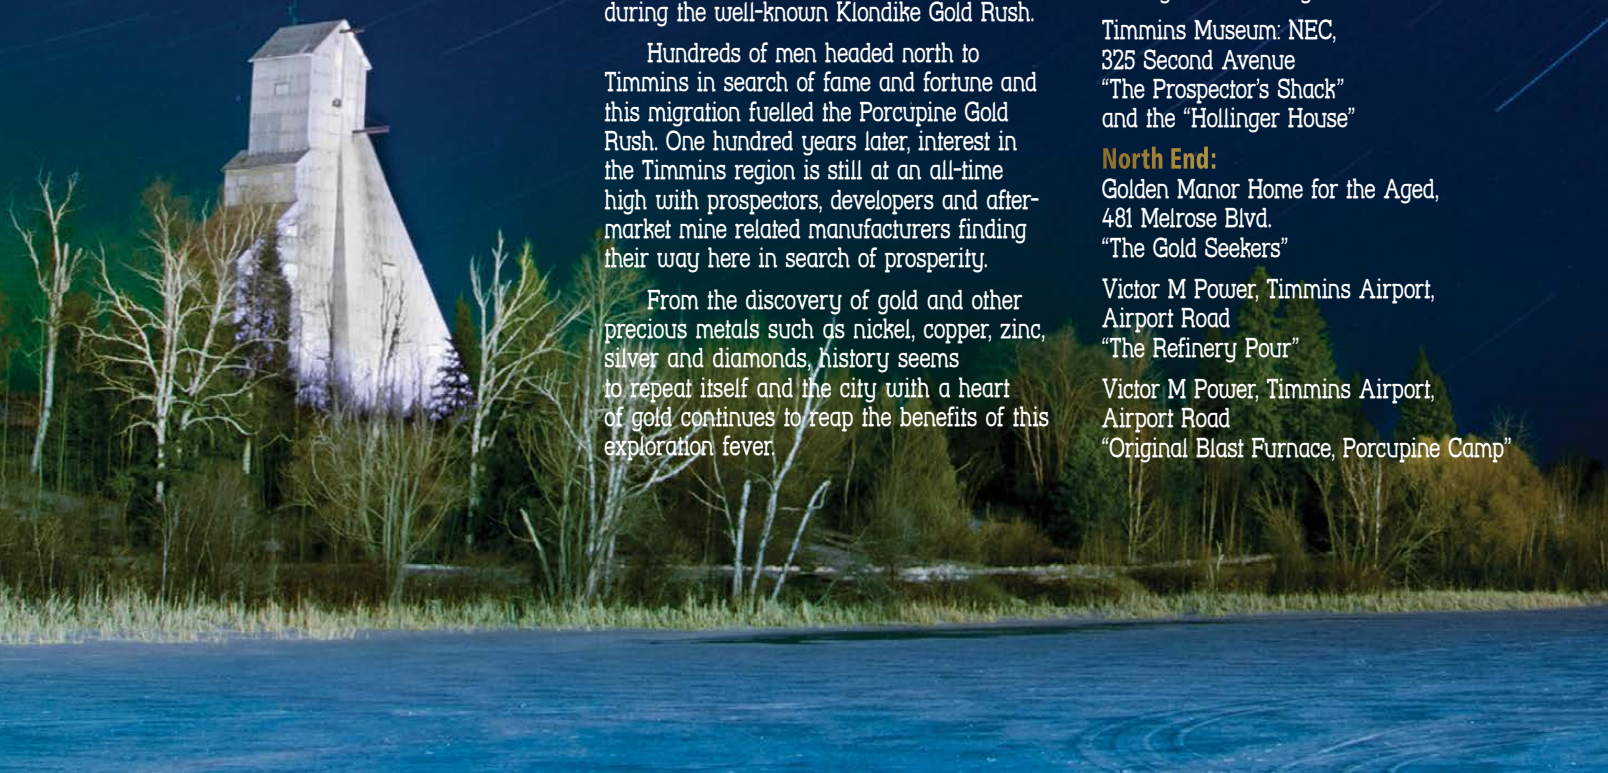 during the well-known Klondike Gold Rush.
Hundreds of men headed north to
Timmins in search of fame and fortune and
this migration fuelled the Porcupine Gold
Rush. One hundred years later, interest in
the Timmins region is still at an all-time
high with prospectors, developers and after-
market mine related manufacturers finding
their way here in search of prosperity.
From the discovery of gold and other
precious metals such as nickel, copper, zinc,
silver and diamonds, history seems
to repeat itself and the city with a heart
of gold continues to reap the benefits of this
exploration fever.
Timmins Museum: NEC,
325 Second Avenue
“The Prospector’s Shack”
and the “Hollinger House”
North End:
Golden Manor Home for the Aged,
481 Melrose Blvd.
“The Gold Seekers”
Victor M Power, Timmins Airport,
Airport Road
“The Refinery Pour”
Victor M Power, Timmins Airport,
Airport Road
“Original Blast Furnace, Porcupine Camp”